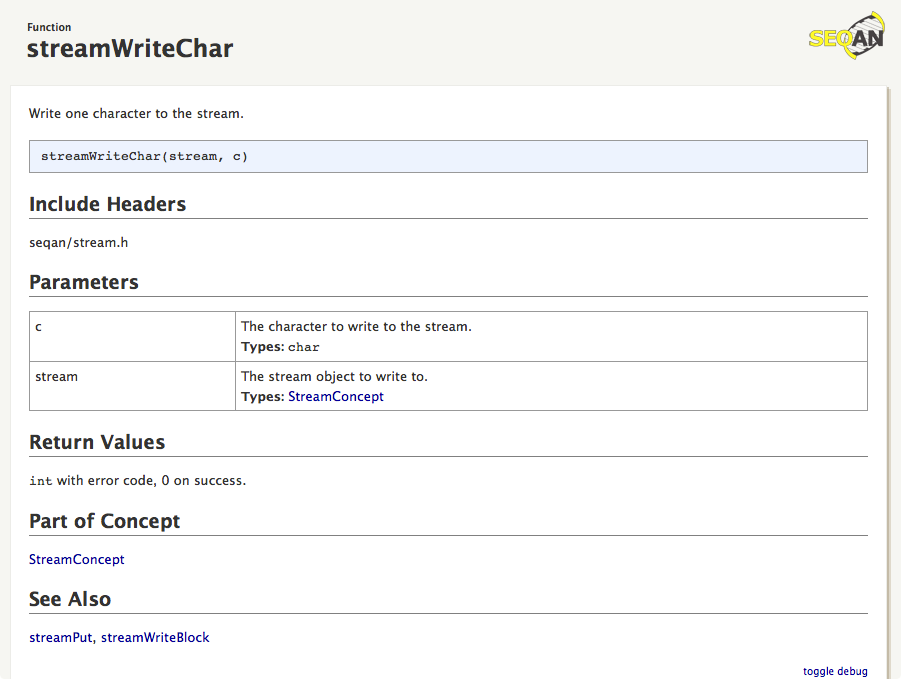 Function
streamWriteChar
SEQAN
Write one character to the stream.
streamWriteChar(stream, c)
Include Headers
seqan/stream.h
Parameters
c
The character to write to the stream.
Types: char
stream
The stream object to write to.
Types: StreamConcept
Return Values
int with error code, 0 on success.
Part of Concept
StreamConcept
See Also
streamPut, streamWriteBlock
toggle debug